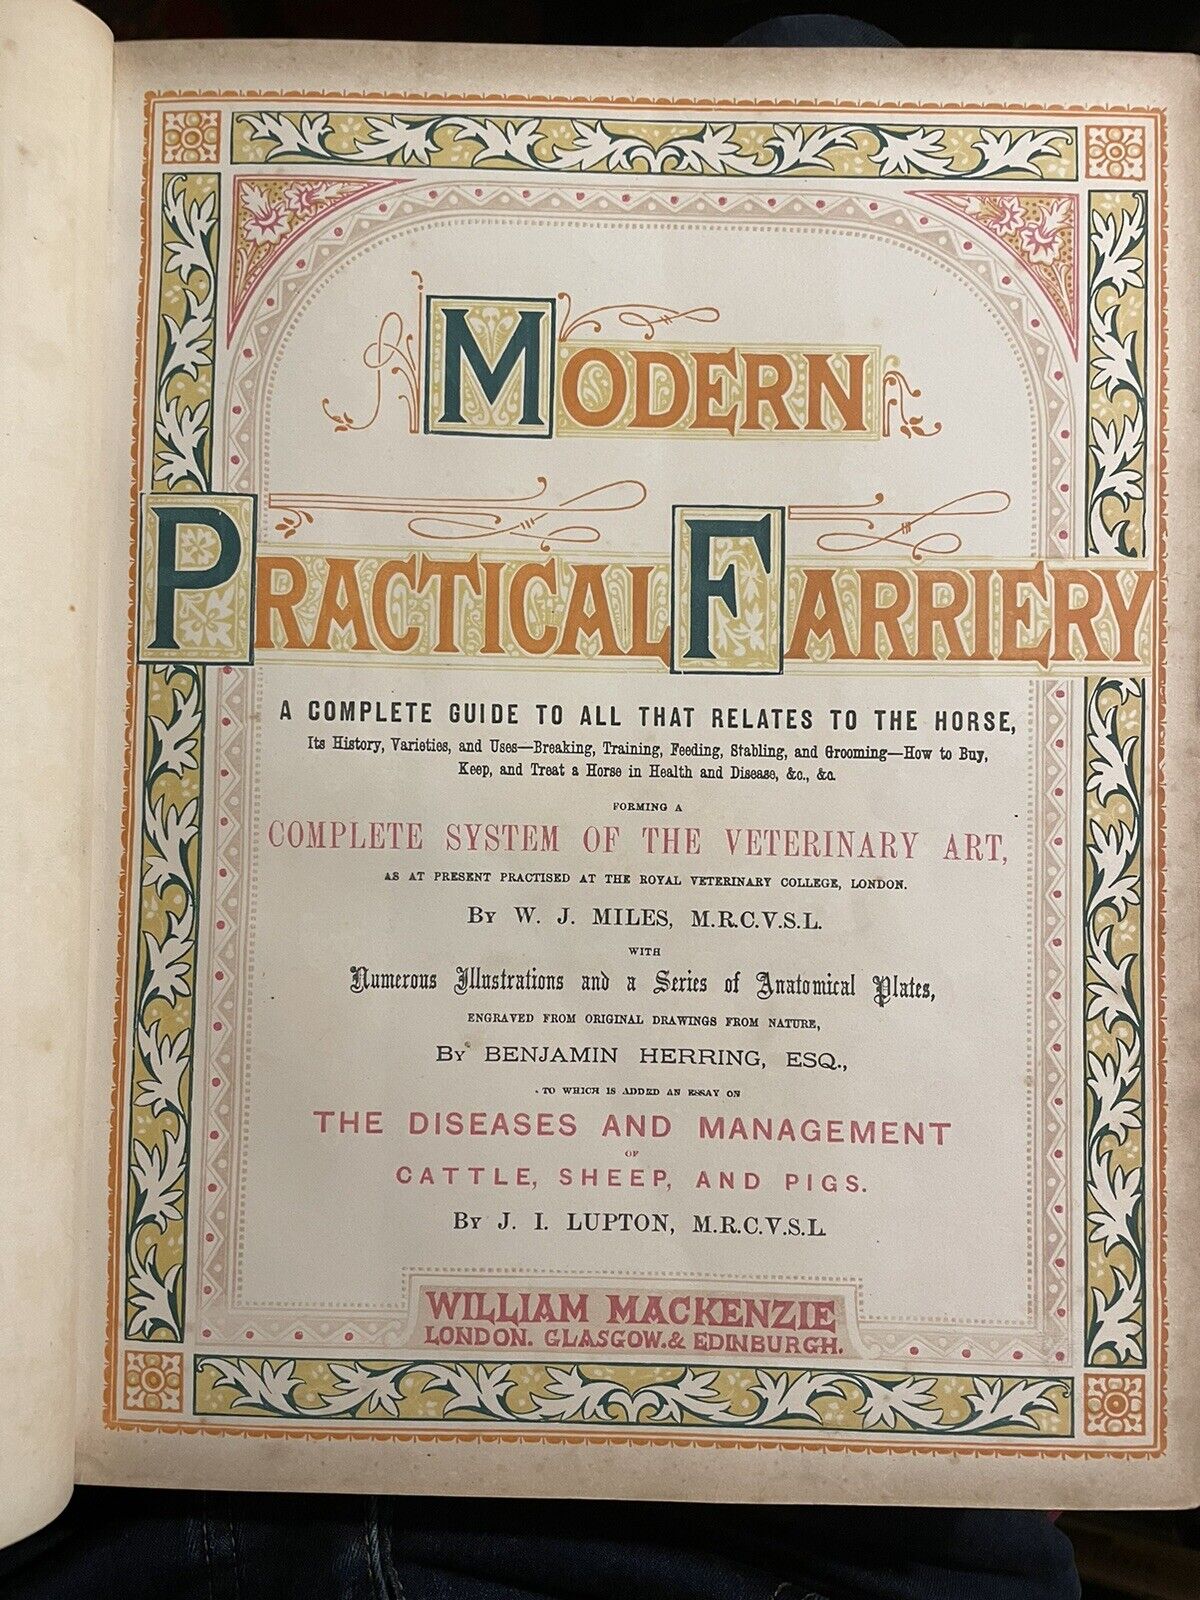 MODERN
PRACTICAL FARRIERY
A COMPLETE GUIDE TO ALL THAT RELATES TO THE HORSE,
Its History, Varieties, and Uses—Breaking, Training, Feeding, Stabling, and Grooming—How to Buy,
Keep, and Treat a Horse in Health and Disease, &c., &c.
FORMING A
COMPLETE SYSTEM OF THE VETERINARY ART,
AS AT PRESENT PRACTISED AT THE ROYAL VETERINARY COLLEGE, LONDON.
BY W. J. MILES, M.R.C.V.S.L.
WITH
Numerous Illustrations and a Series of Anatomical Plates,
ENGRAVED FROM ORIGINAL DRAWINGS FROM NATURE,
BY BENJAMIN HERRING, ESQ.,
TO WHICH IS ADDED AN ESSAY ON
THE DISEASES AND MANAGEMENT
OF
CATTLE, SHEEP, AND PIGS.
BY J. I. LUPTON, M.R.C.V.S.L
WILLIAM MACKENZIE
LONDON. GLASGOW. & EDINBURGH.